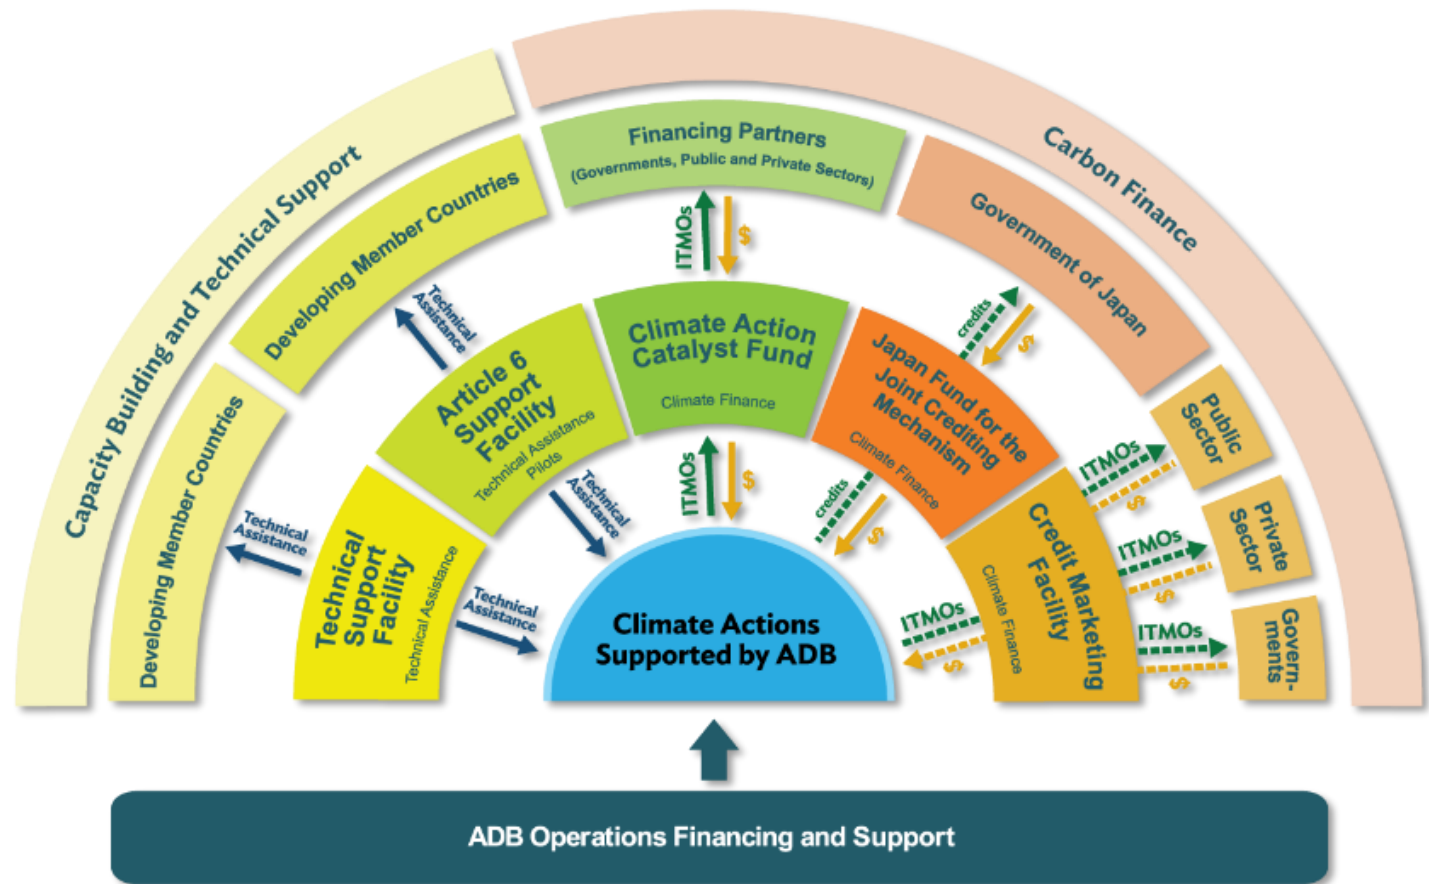 Capacity Building and Technical Support
Carbon Finance
Developing Member Countries
Developing Member Countries
Financing Partners
(Governments, Public and Private Sectors)
Government of Japan
Public
Sector
Private
Sector
Govern-
ments
Technical
Assistance
Technical
Assistance
ITMOs
$
credits
$
ITMOs
$
ITMOs
$
ITMOs
$
Technical
Support
Facility
Technical Assistance
Article 6
Support
Facility
Technical Assistance
Pilots
Climate Action
Catalyst Fund
Climate Finance
Japan Fund for the
Joint Crediting
Mechanism
Climate Finance
Credit Marketing
Facility
Climate Finance
Technical
Assistance
Technical
Assistance
ITMOs
$
credits
$
ITMOs
$
Climate Actions
Supported by ADB
ADB Operations Financing and Support